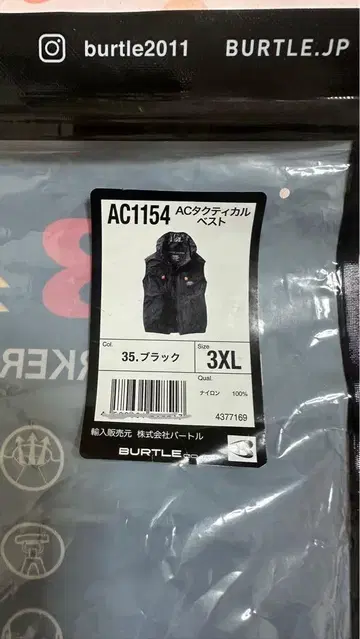 burtle2011 BURTLE.JP
AC1154 ACタクティカル
ベスト
Col. Size
35.ブラック 3XL
Qual.
ナイロン 100%
4377169
輸入販売元 株式会社バートル
BURTLE
RKER